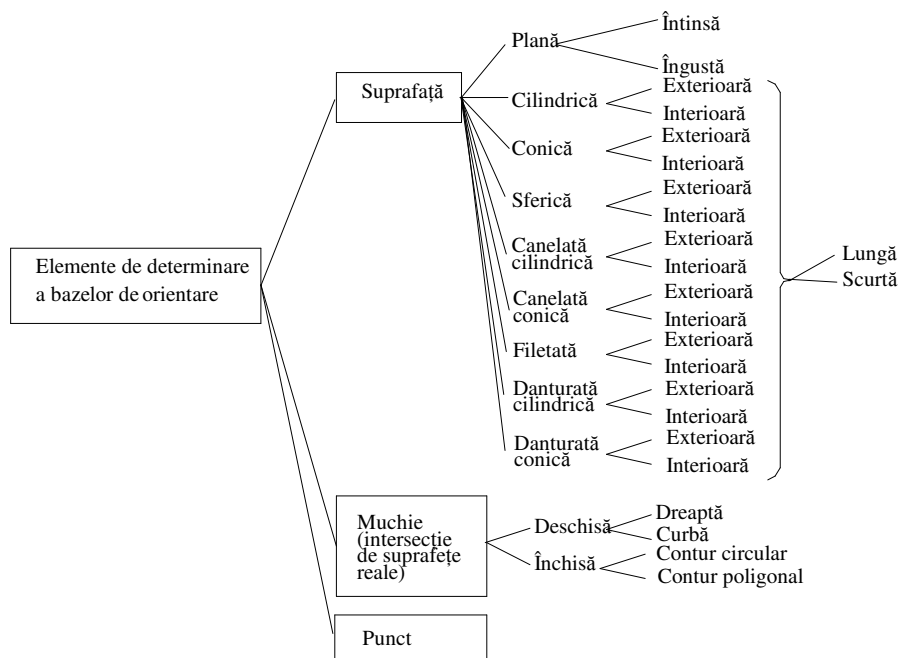 Întinsă
Plană
Îngustă
Suprafață
Exterioară
Cilindrică
Interioară
Exterioară
Conică
Interioară
Exterioară
Sferică
Interioară
Exterioară
Canelată
cilindrică
Interioară
Elemente de determinare
a bazelor de orientare
Lungă
Scurtă
Exterioară
Canelată
conică
Interioară
Exterioară
Filetată
Interioară
Exterioară
Danturată
cilindrică
Interioară
Exterioară
Danturată
conică
Interioară
Muchie
(intersecție
de suprafețe
reale)
Deschisă
Dreaptă
Curbă
Închisă
Contur circular
Contur poligonal
Punct